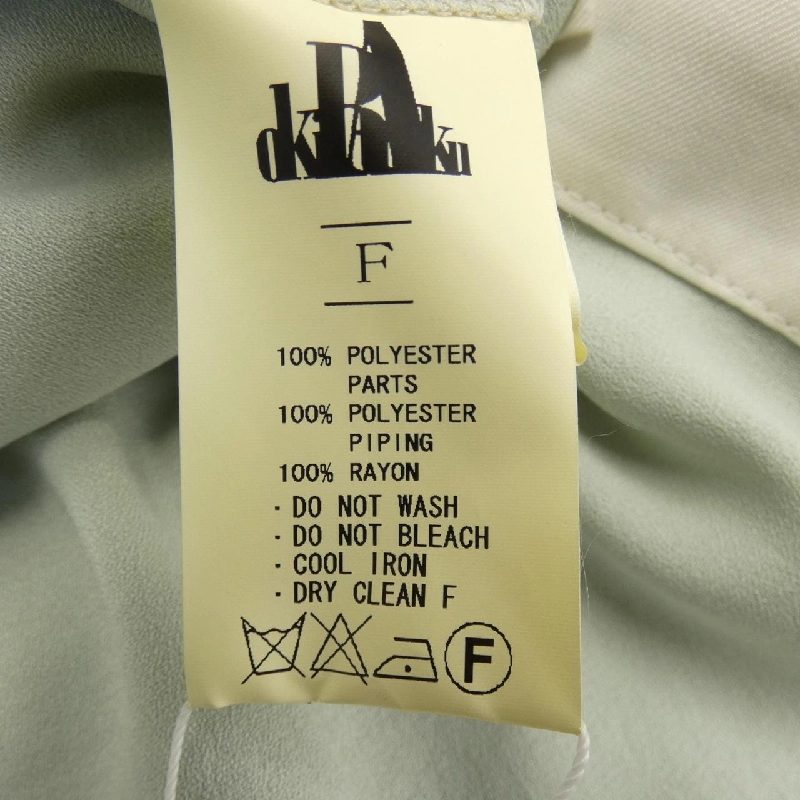 F
100% POLYESTER
PARTS
100% POLYESTER
PIPING
100% RAYON
· DO NOT WASH
· DO NOT BLEACH
· COOL IRON
· DRY CLEAN F
F